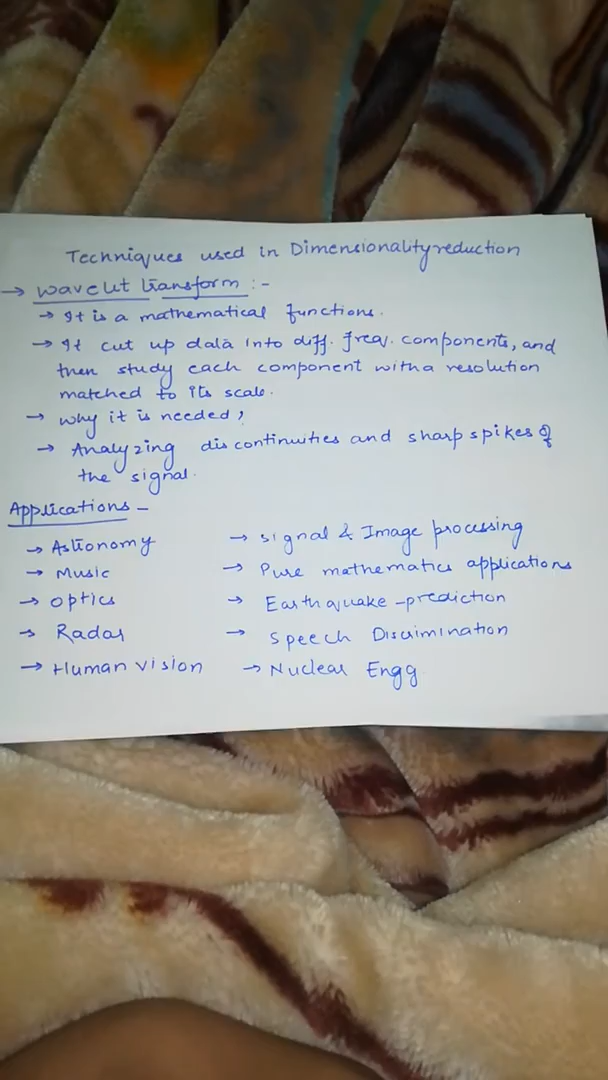 Techniques used in Dimensionality reduction
→ wavelet transform :-
→ It is a mathematical functions.
→ It cut up data into diff. freq. components, and
then study each component with a resolution
matched to its scale.
→ why it is needed?
→ Analyzing discontinuities and sharp spikes of
the signal.
Applications -
→ Astronomy → signal & Image processing
→ Music → Pure mathematics applications
→ optics → Earthquake-prediction
→ Radar → Speech Discrimination
→ Human vision → Nuclear Engg